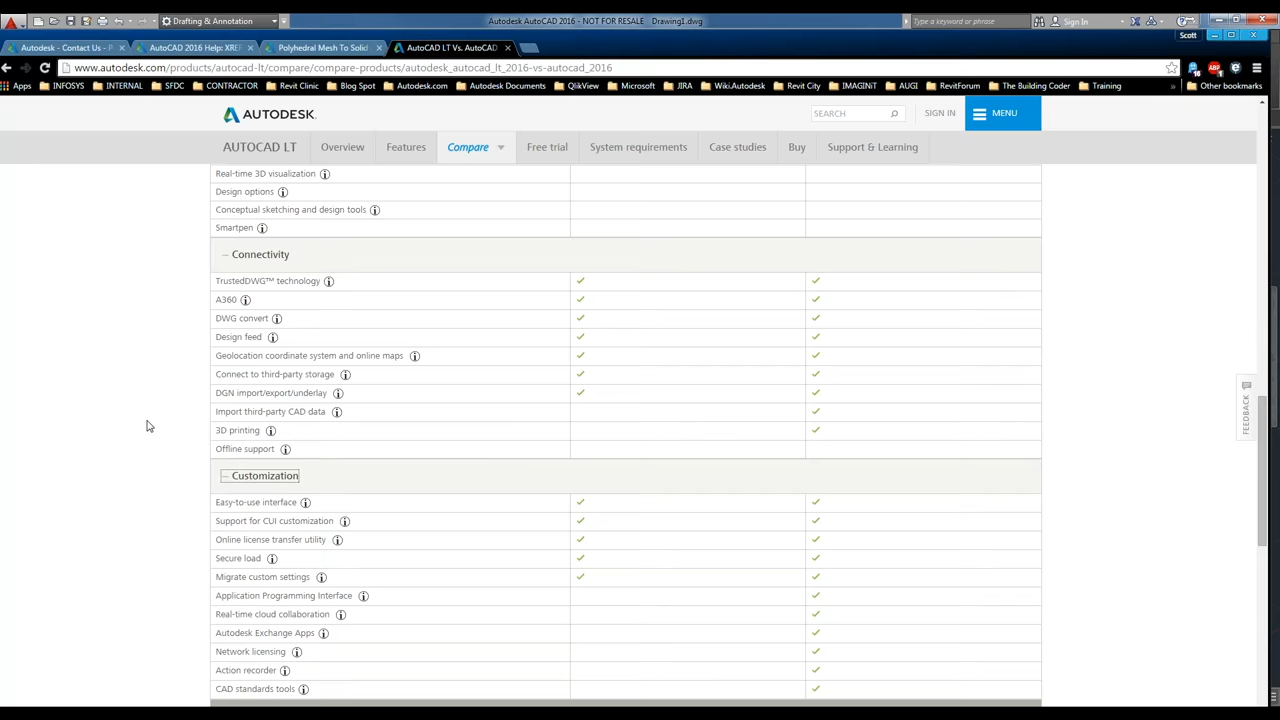 Drafting & Annotation
Autodesk AutoCAD 2016 - NOT FOR RESALE Drawing1.dwg
Type a keyword or phrase
Sign In
Autodesk - Contact Us - P
AutoCAD 2016 Help: XREF
Polyhedral Mesh To Solid
AutoCAD LT Vs. AutoCAD
Scott
www.autodesk.com/products/autocad-lt/compare/compare-products/autodesk_autocad_lt_2016-vs-autocad_2016
16
1
Apps
INFOSYS
INTERNAL
SFDC
CONTRACTOR
Revit Clinic
Blog Spot
Autodesk.com
Autodesk Documents
QlikView
Microsoft
JIRA
Wiki.Autodesk
Revit City
IMAGINiT
AUGI
RevitForum
The Building Coder
Training
»
Other bookmarks
AUTODESK.
SEARCH
SIGN IN
MENU
AUTOCAD LT
Overview
Features
Compare
Free trial
System requirements
Case studies
Buy
Support & Learning
Real-time 3D visualization
Design options
Conceptual sketching and design tools
Smartpen
Connectivity
TrustedDWG™ technology
A360
DWG convert
Design feed
Geolocation coordinate system and online maps
Connect to third-party storage
DGN import/export/underlay
Import third-party CAD data
3D printing
Offline support
Customization
Easy-to-use interface
Support for CUI customization
Online license transfer utility
Secure load
Migrate custom settings
Application Programming Interface
Real-time cloud collaboration
Autodesk Exchange Apps
Network licensing
Action recorder
CAD standards tools
FEEDBACK